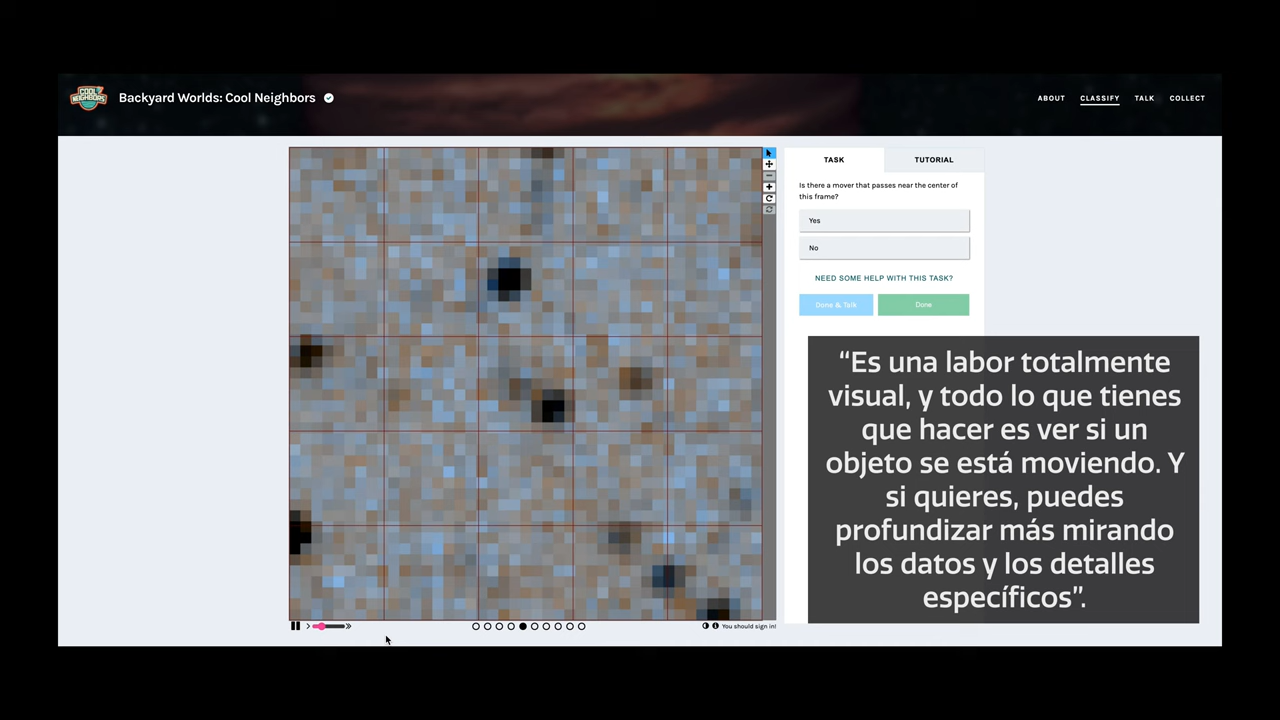 COOL
NEIGHBORS
Backyard Worlds: Cool Neighbors
ABOUT
CLASSIFY
TALK
COLLECT
TASK
TUTORIAL
Is there a mover that passes near the center of
this frame?
Yes
No
NEED SOME HELP WITH THIS TASK?
Done & Talk
Done
“Es una labor totalmente
visual, y todo lo que tienes
que hacer es ver si un
objeto se está moviendo. Y
si quieres, puedes
profundizar más mirando
los datos y los detalles
específicos”.
You should sign in!